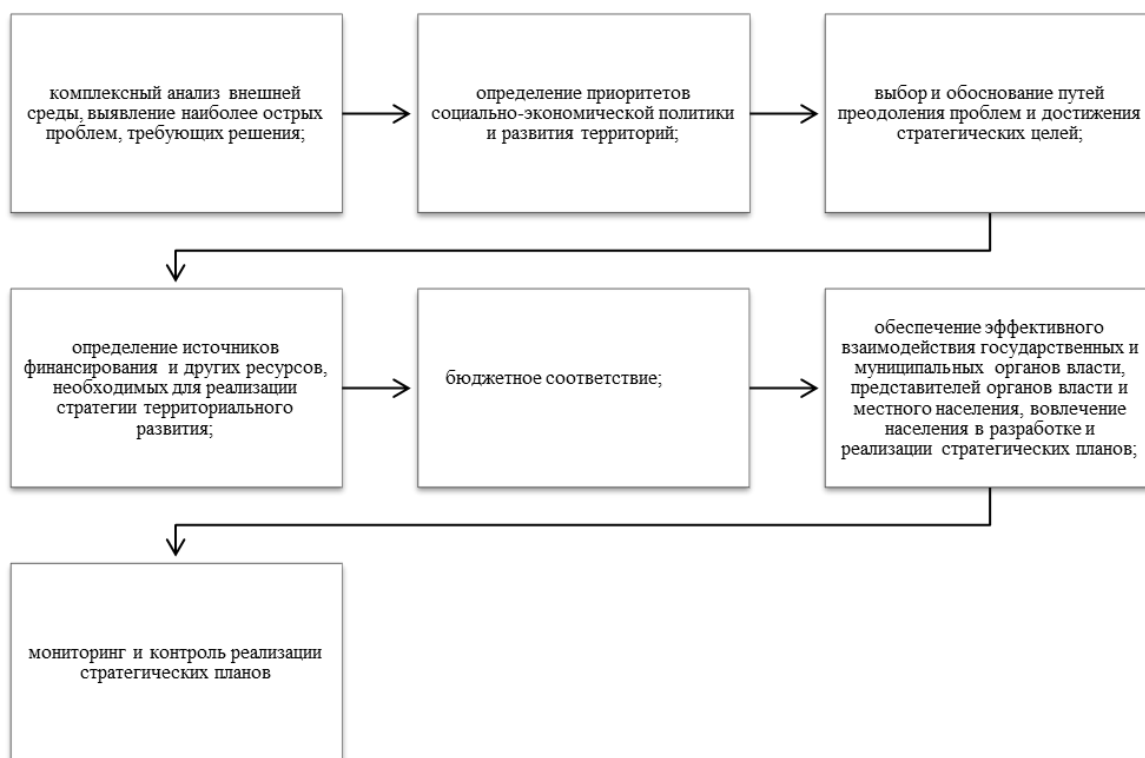 комплексный анализ внешней
среды, выявление наиболее острых
проблем, требующих решения;
определение приоритетов
социально-экономической политики
и развития территорий;
выбор и обоснование путей
преодоления проблем и достижения
стратегических целей;
определение источников
финансирования и других ресурсов,
необходимых для реализации
стратегии территориального
развития;
бюджетное соответствие;
обеспечение эффективного
взаимодействия государственных и
муниципальных органов власти,
представителей органов власти и
местного населения, вовлечение
населения в разработке и
реализации стратегических планов;
мониторинг и контроль реализации
стратегических планов